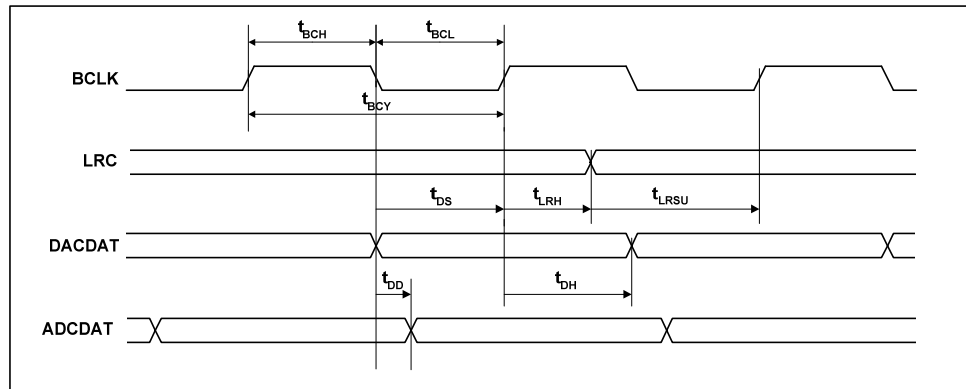 tBCH tBCL
BCLK
tBCY
LRC
tDS tLRH tLRSU
DACDAT
tDD tDH
ADCDAT